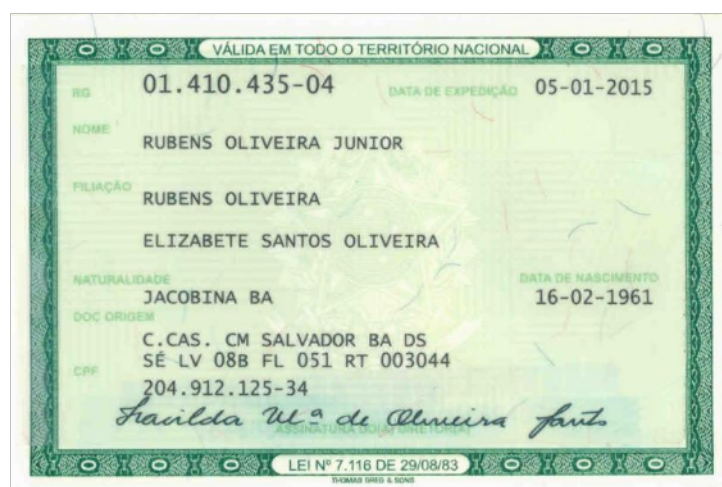 VÁLIDA EM TODO O TERRITÓRIO NACIONAL
RG 01.410.435-04 DATA DE EXPEDIÇÃO 05-01-2015
NOME
RUBENS OLIVEIRA JUNIOR
FILIAÇÃO
RUBENS OLIVEIRA
ELIZABETE SANTOS OLIVEIRA
NATURALIDADE DATA DE NASCIMENTO
JACOBINA BA 16-02-1961
DOC ORIGEM
C.CAS. CM SALVADOR BA DS
SÉ LV 08B FL 051 RT 003044
CPF
204.912.125-34
de Oliveira
ASSINATURA DO(A) DIRETOR(A)
LEI Nº 7.116 DE 29/08/83
THOMAS GREG & SONS